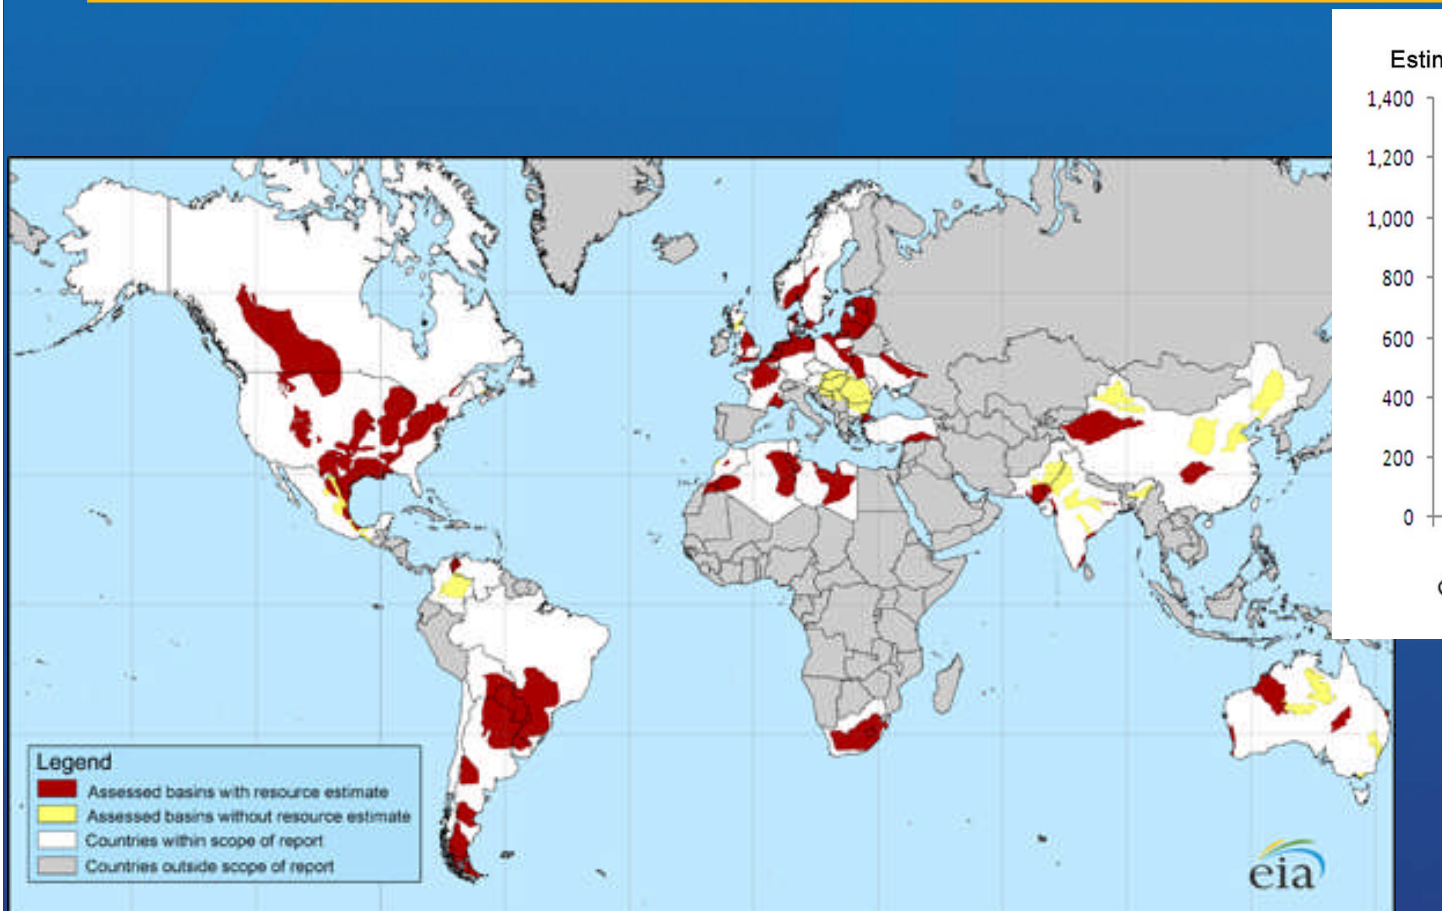 Estin
1,400
1,200
1,000
800
600
400
200
0
Legend
Assessed basins with resource estimate
Assessed basins without resource estimate
Countries within scope of report
Countries outside scope of report
eia